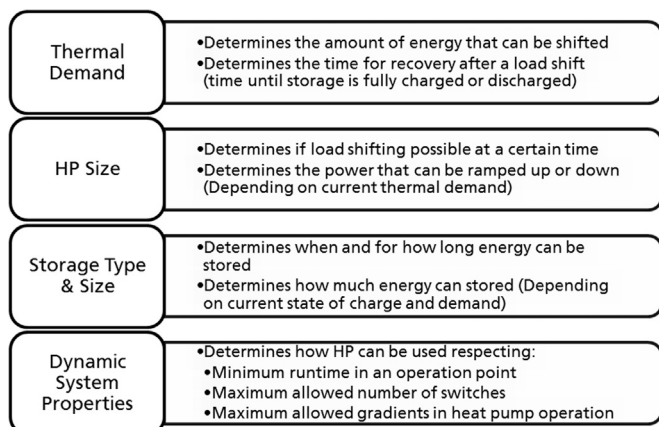 Thermal
Demand
•Determines the amount of energy that can be shifted
•Determines the time for recovery after a load shift
(time until storage is fully charged or discharged)
HP Size
•Determines if load shifting possible at a certain time
•Determines the power that can be ramped up or down
(Depending on current thermal demand)
Storage Type
& Size
•Determines when and for how long energy can be
stored
•Determines how much energy can stored (Depending
on current state of charge and demand)
Dynamic
System
Properties
•Determines how HP can be used respecting:
•Minimum runtime in an operation point
•Maximum allowed number of switches
•Maximum allowed gradients in heat pump operation